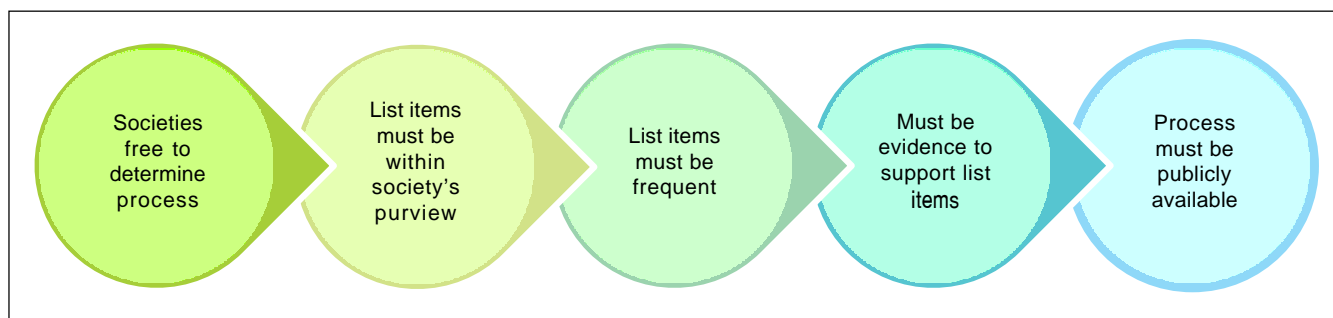 Societies
free to
determine
process
List items
must be
within
society's
purview
List items
must be
frequent
Must be
evidence to
support list
items
Process
must be
publicly
available